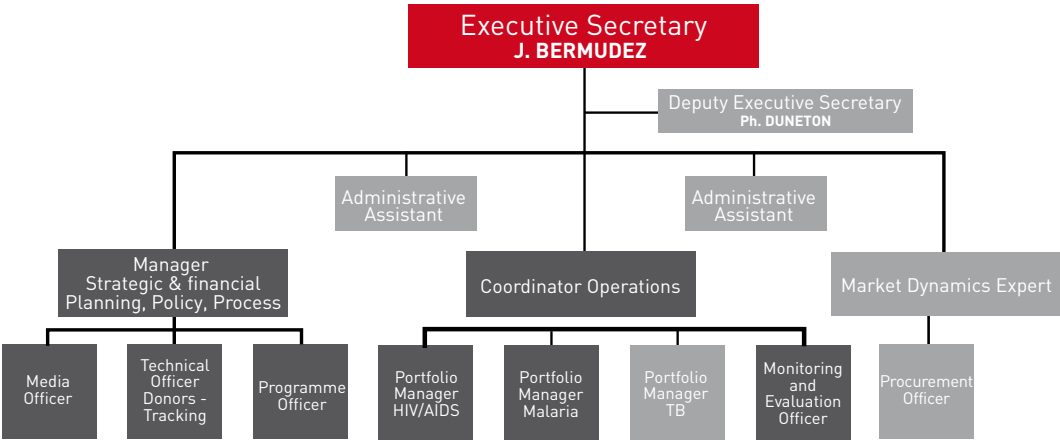 Executive Secretary
J. BERMUDEZ
Deputy Executive Secretary
Ph. DUNETON
Administrative
Assistant
Administrative
Assistant
Manager
Strategic & financial
Planning, Policy, Process
Coordinator Operations
Market Dynamics Expert
Media
Officer
Technical
Officer
Donors -
Tracking
Programme
Officer
Portfolio
Manager
HIV/AIDS
Portfolio
Manager
Malaria
Portfolio
Manager
TB
Monitoring
and
Evaluation
Officer
Procurement
Officer